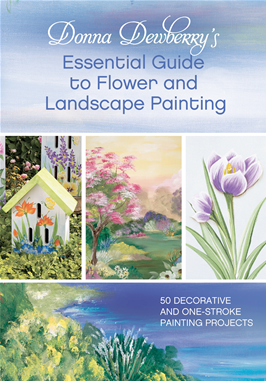 Donna Dewberry's
Essential Guide
to Flower and
Landscape Painting
50 DECORATIVE
AND ONE-STROKE
PAINTING PROJECTS